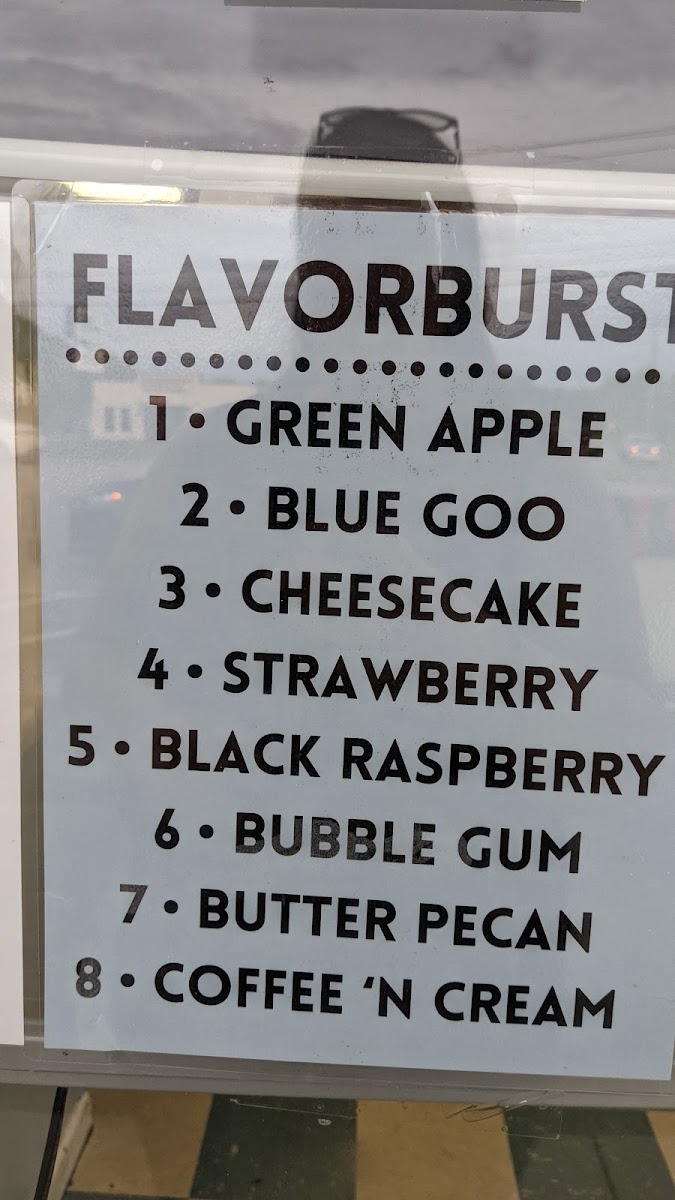 FLAVORBURST
1 • GREEN APPLE
2 • BLUE GOO
3 • CHEESECAKE
4 • STRAWBERRY
5 • BLACK RASPBERRY
6 • BUBBLE GUM
7 • BUTTER PECAN
8 • COFFEE ‘N CREAM